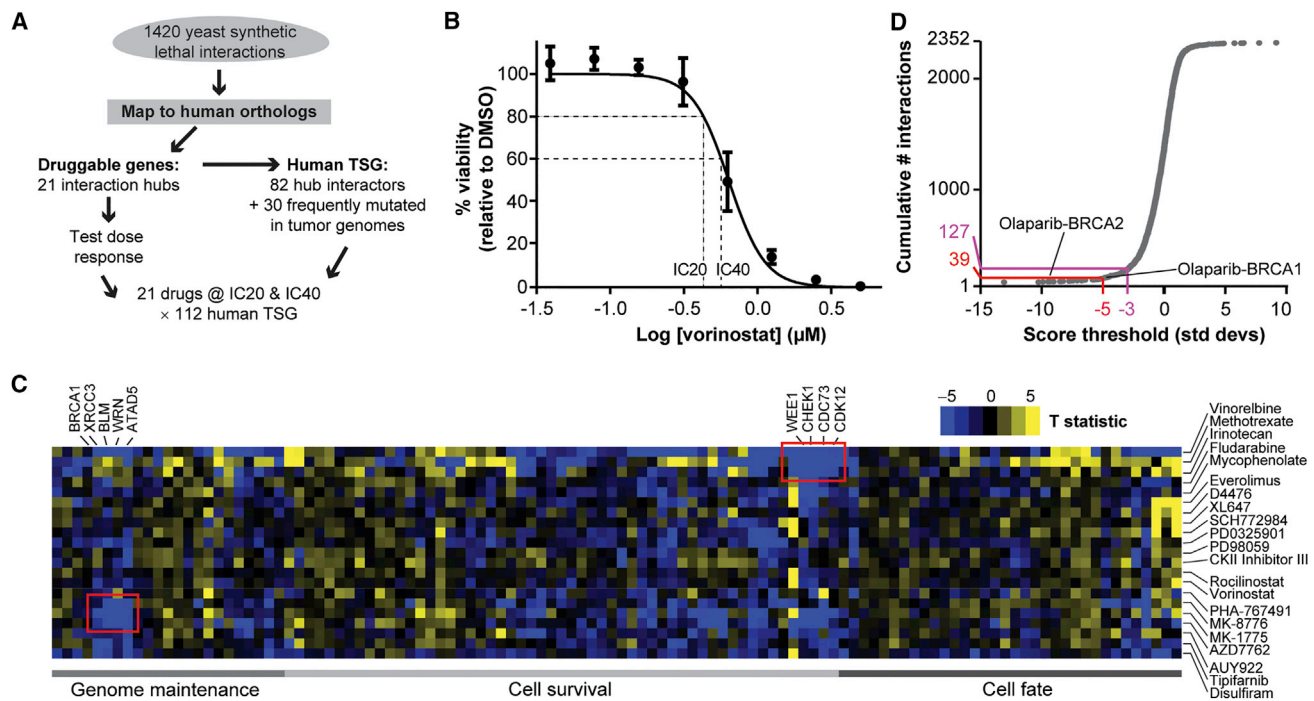 A
1420 yeast synthetic
lethal interactions
Map to human orthologs
Druggable genes:
21 interaction hubs
Human TSG:
82 hub interactors
+ 30 frequently mutated
in tumor genomes
Test dose
response
21 drugs @ IC20 & IC40
× 112 human TSG
B
% viability
(relative to DMSO)
100
80
60
40
20
0
IC20
IC40
-1.5
-1.0
-0.5
0.0
0.5
1.0
Log [vorinostat] (µM)
D
Cumulative # interactions
2352
2000
1000
127
39
1
Olaparib-BRCA2
Olaparib-BRCA1
-15
-10
-5
-3
0
5
10
Score threshold (std devs)
C
BRCA1
XRCC3
BLM
WRN
ATAD5
WEE1
CHEK1
CDC73
CDK12
−5
0
5
T statistic
Vinorelbine
Methotrexate
Irinotecan
Fludarabine
Mycophenolate
Everolimus
D4476
XL647
SCH772984
PD0325901
PD98059
CKII Inhibitor III
Rocilinostat
Vorinostat
PHA-767491
MK-8776
MK-1775
AZD7762
AUY922
Tipifarnib
Disulfiram
Genome maintenance
Cell survival
Cell fate